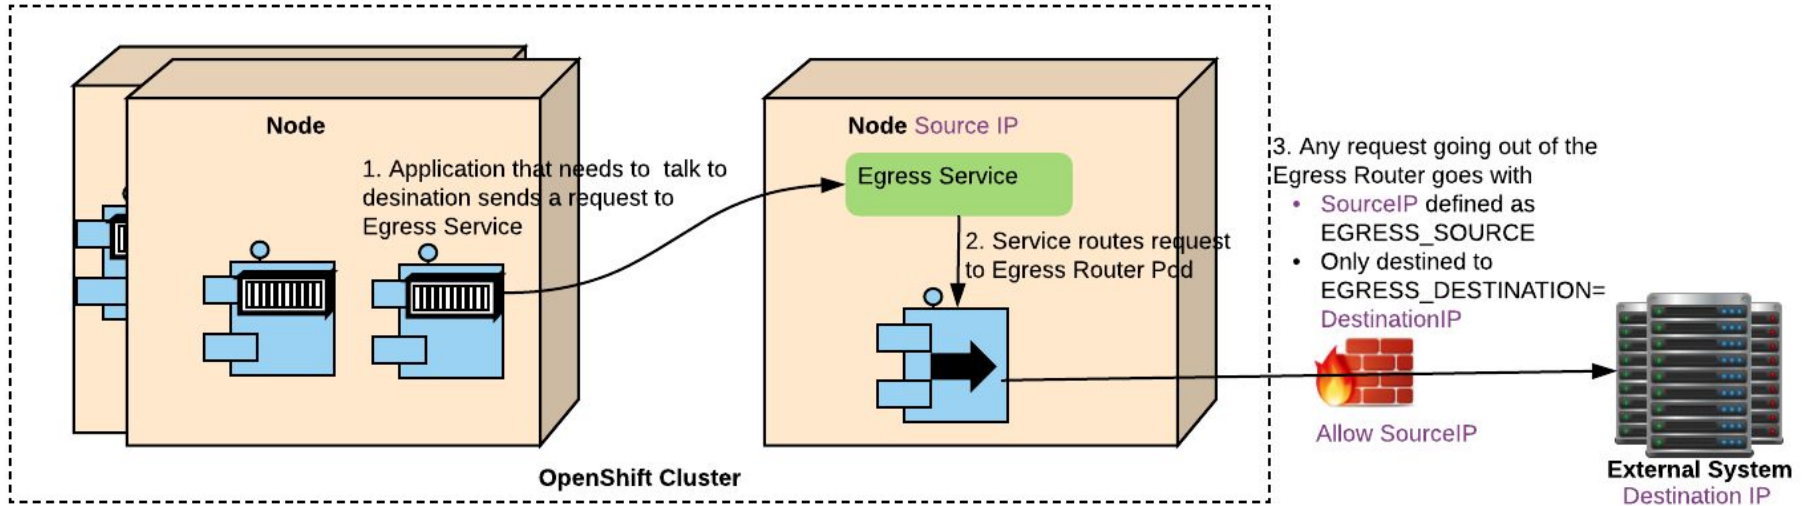 Node
1. Application that needs to  talk to
desination sends a request to
Egress Service
Node Source IP
Egress Service
2. Service routes request
to Egress Router Pod
3. Any request going out of the
Egress Router goes with
• SourceIP defined as
EGRESS_SOURCE
• Only destined to
EGRESS_DESTINATION=
DestinationIP
Allow SourceIP
External System
Destination IP
OpenShift Cluster